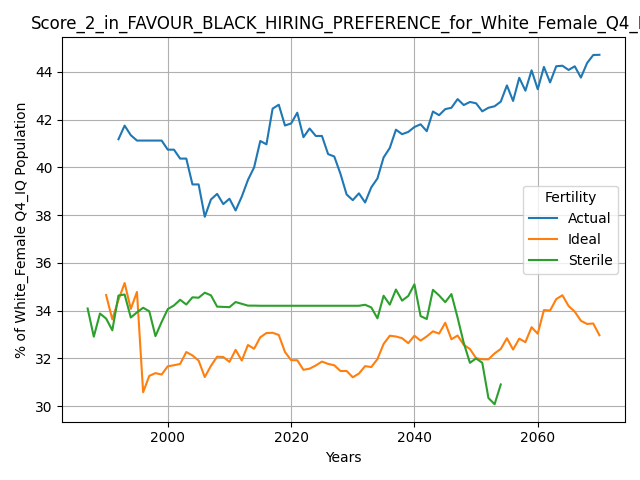 Score_2_in_FAVOUR_BLACK_HIRING_PREFERENCE_for_White_Female_Q4_I
% of White_Female Q4_IQ Population
44
42
40
38
36
34
32
30
Fertility
Actual
Ideal
Sterile
2000
2020
2040
2060
Years